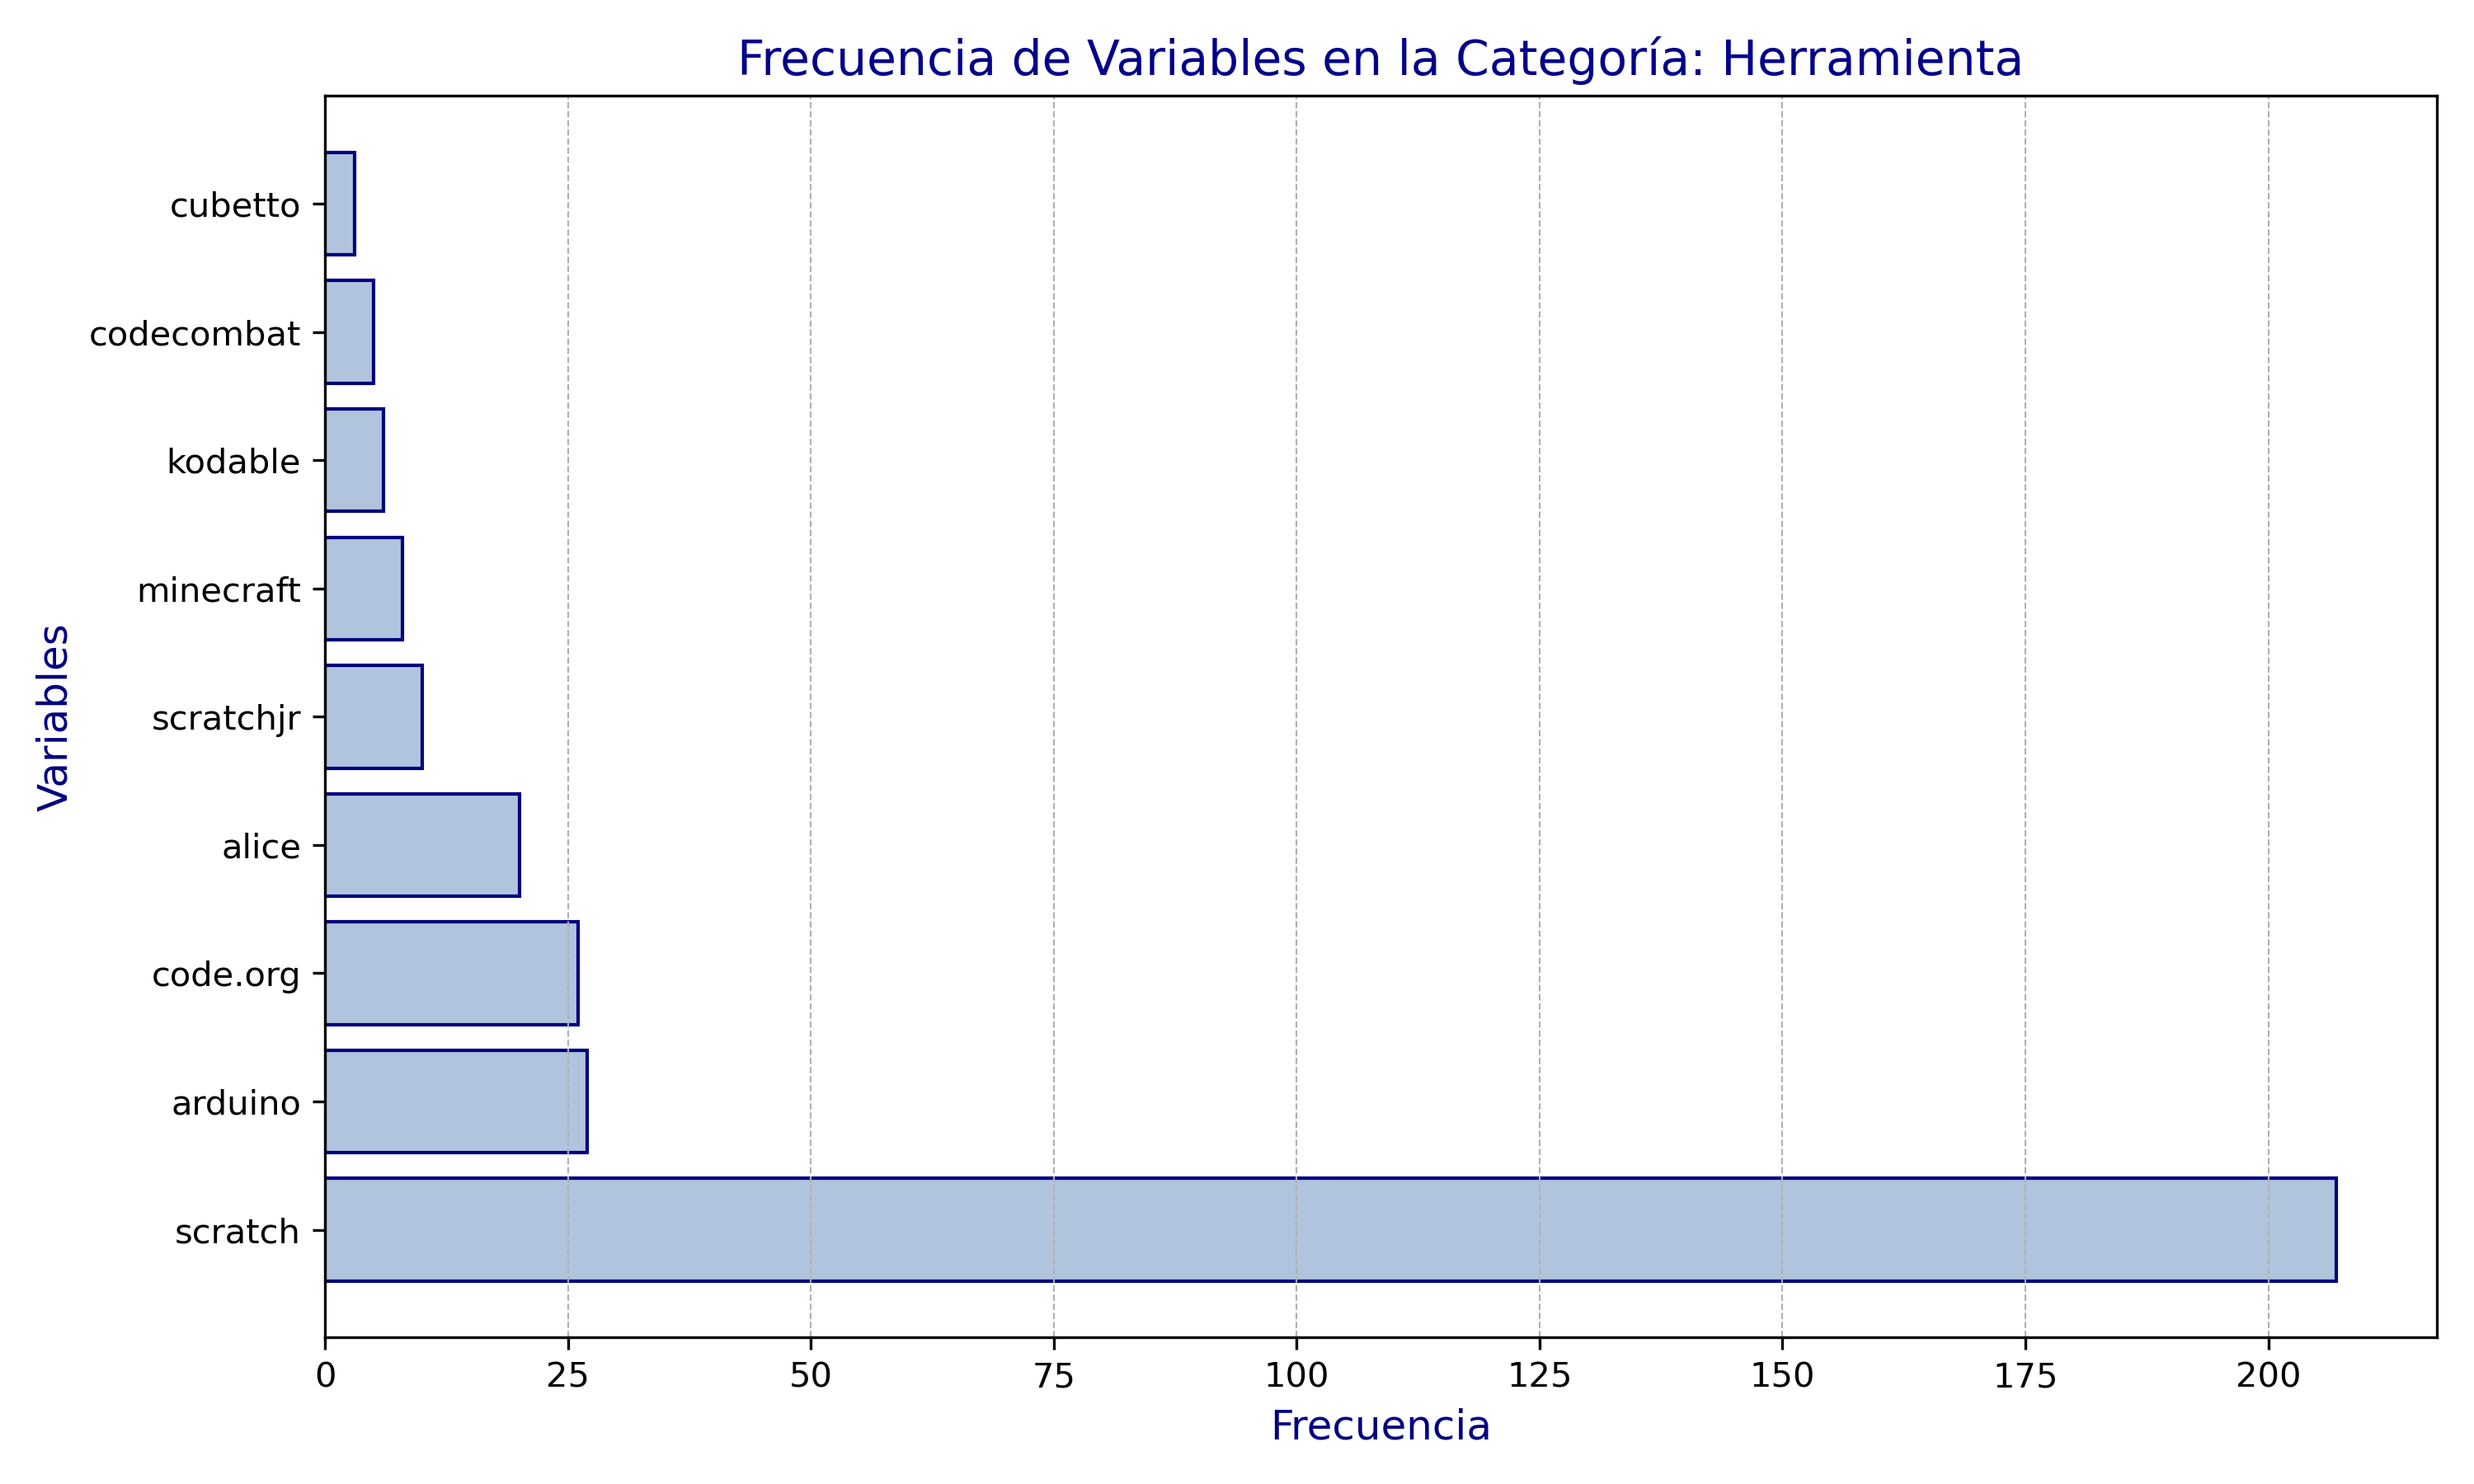 Frecuencia de Variables en la Categoría: Herramienta
cubetto
codecombat
kodable
minecraft
scratchjr
alice
code.org
arduino
scratch
Variables
0 25 50 75 100 125 150 175 200
Frecuencia